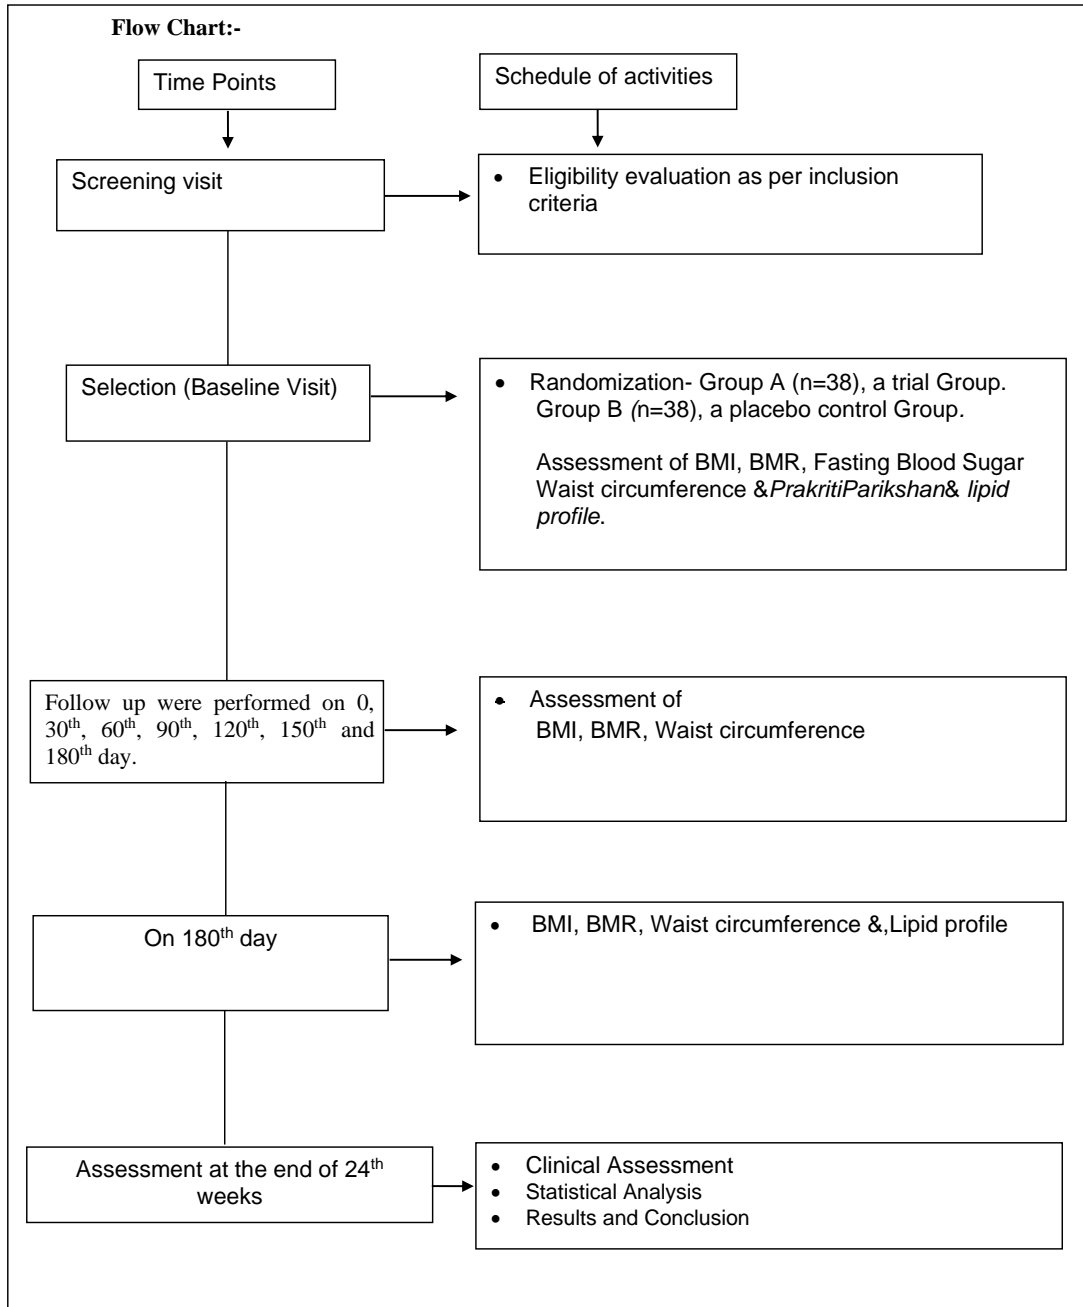 Flow Chart:-
Time Points
Schedule of activities
Screening visit
• Eligibility evaluation as per inclusion
criteria
Selection (Baseline Visit)
• Randomization- Group A (n=38), a trial Group.
Group B (n=38), a placebo control Group.
Assessment of BMI, BMR, Fasting Blood Sugar
Waist circumference &PrakritiParikshan& lipid
profile.
Follow up were performed on 0,
30th, 60th, 90th, 120th, 150th and
180th day.
• Assessment of
BMI, BMR, Waist circumference
On 180th day
• BMI, BMR, Waist circumference &,Lipid profile
Assessment at the end of 24th
weeks
• Clinical Assessment
• Statistical Analysis
• Results and Conclusion